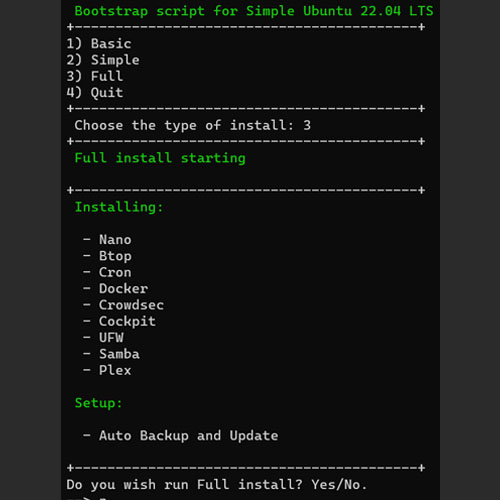 Bootstrap script for Simple Ubuntu 22.04 LTS
+------------------------------------------+
1) Basic
2) Simple
3) Full
4) Quit
+------------------------------------------+
Choose the type of install: 3
+------------------------------------------+
Full install starting
+------------------------------------------+
Installing:
- Nano
- Btop
- Cron
- Docker
- Crowdsec
- Cockpit
- UFW
- Samba
- Plex
Setup:
- Auto Backup and Update
+------------------------------------------+
Do you wish run Full install? Yes/No.